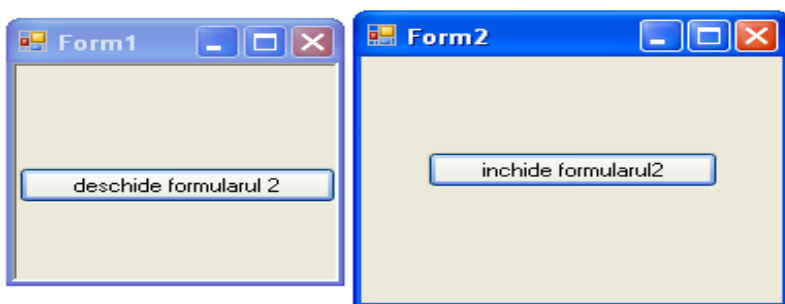 Form1
deschide formularul 2
Form2
inchide formularul2